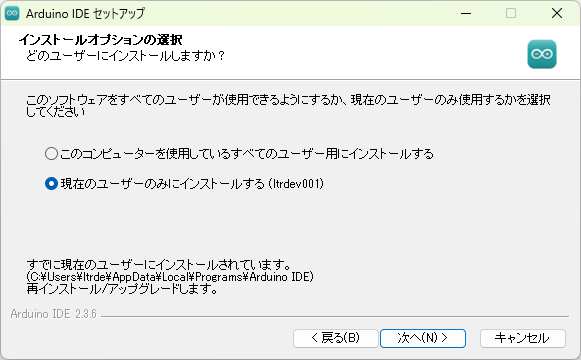 Arduino IDE セットアップ
インストールオプションの選択
どのユーザーにインストールしますか？
このソフトウェアをすべてのユーザーが使用できるようにするか、現在のユーザーのみ使用するかを選択
してください
このコンピューターを使用しているすべてのユーザー用にインストールする
現在のユーザーのみにインストールする (ltrdev001)
すでに現在のユーザーにインストールされています。
(C:¥Users¥ltrde¥AppData¥Local¥Programs¥Arduino IDE)
再インストール/アップグレードします。
Arduino IDE 2.3.6
< 戻る(B)
次へ(N) >
キャンセル